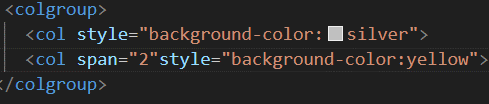 <colgroup>
<col style="background-color:silver">
<col span="2"style="background-color:yellow">
</colgroup>